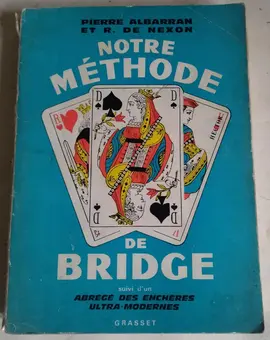 PIERRE ALBARRAN
ET R. DE NEXON
NOTRE
MÉTHODE
R D D
D
DE
BRIDGE
suivi d'un
ABRÉGÉ DES ENCHÈRES
ULTRA-MODERNES
GRASSET